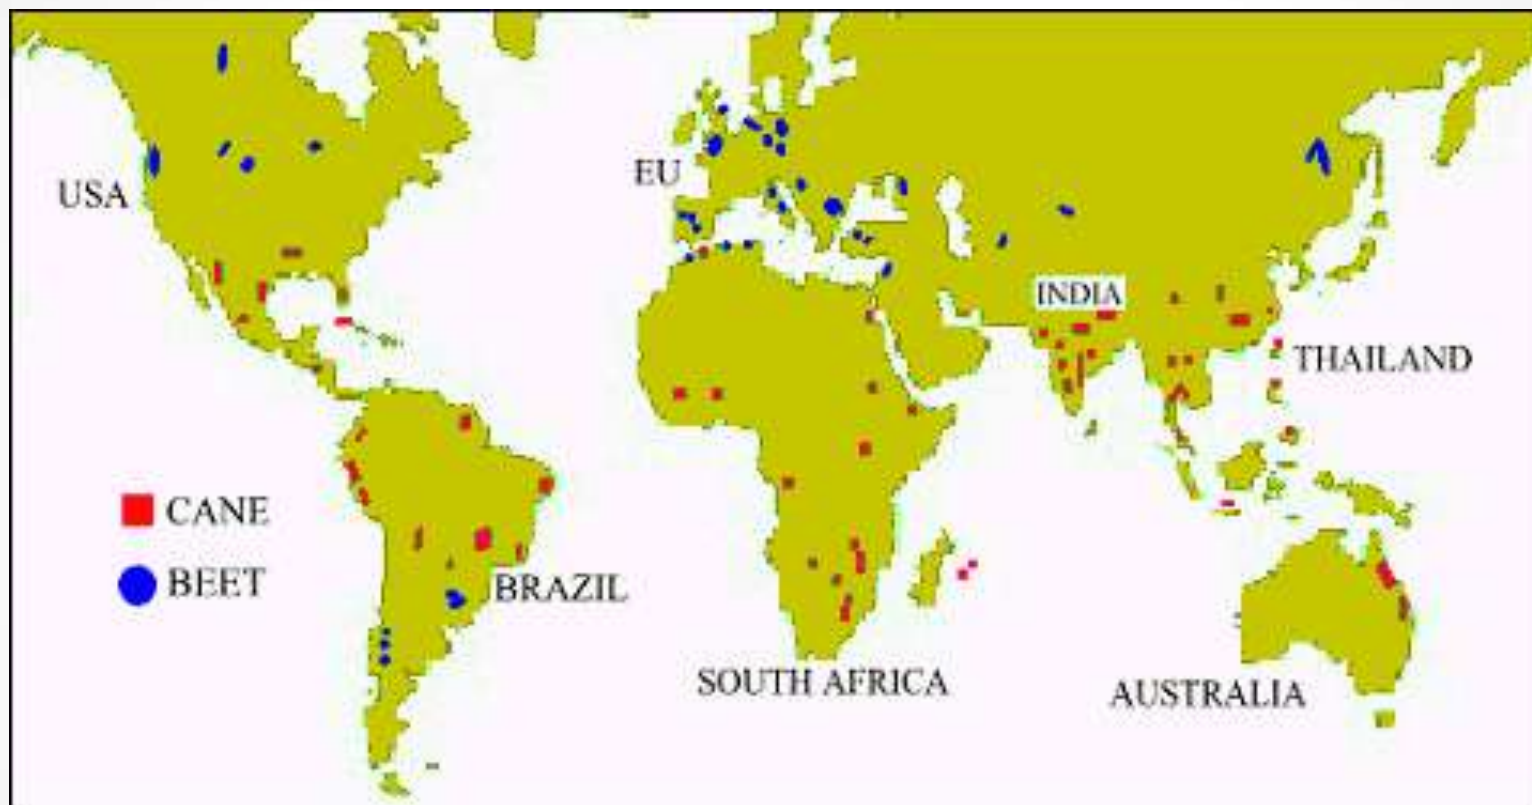 USA
EU
INDIA
THAILAND
CANE
BEET
BRAZIL
SOUTH AFRICA
AUSTRALIA